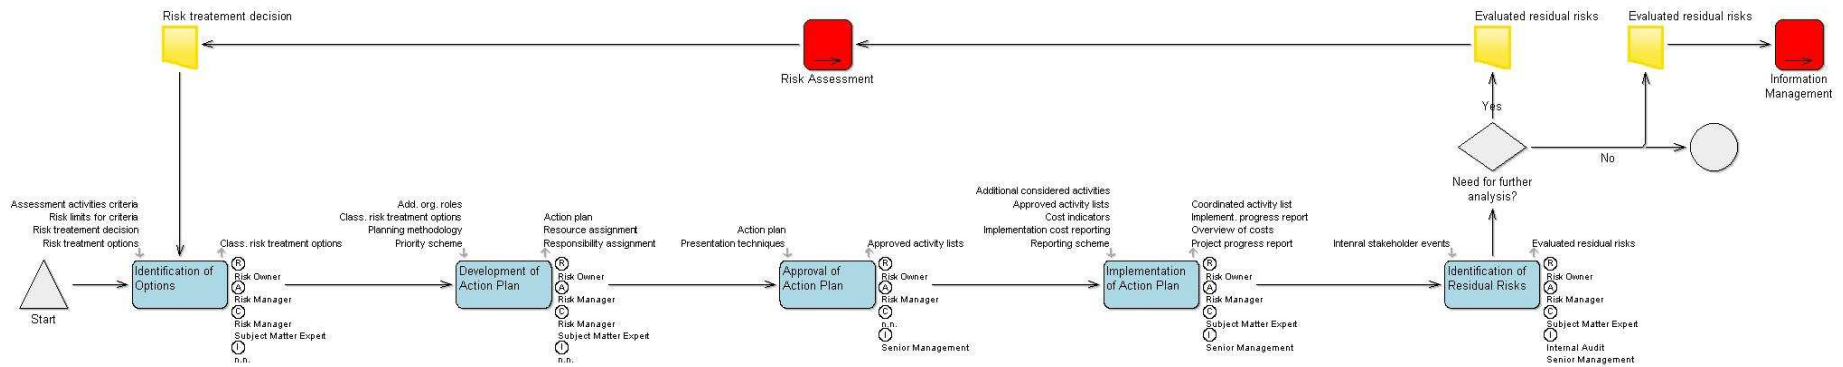 Risk treatement decision
Risk Assessment
Evaluated residual risks
Evaluated residual risks
Information
Management
Yes
No
Need for further
analysis?
Start
Assessment activities criteria
Risk limits for criteria
Risk treatement decision
Risk treatment options
Class. risk treatment options
Identification of
Options
R
Risk Owner
A
Risk Manager
C
Risk Manager
Subject Matter Expert
I
n.n.
Add. org. roles
Class. risk treatment options
Planning methodology
Priority scheme
Action plan
Resource assignment
Responsibility assignment
Development of
Action Plan
R
Risk Owner
A
Risk Manager
C
Risk Manager
Subject Matter Expert
I
n.n.
Action plan
Presentation techniques
Approved activity lists
Approval of
Action Plan
R
Risk Owner
A
Risk Manager
C
n.n.
I
Senior Management
Additional considered activities
Approved activity lists
Cost indicators
Implementation cost reporting
Reporting scheme
Coordinated activity list
Implement. progress report
Overview of costs
Project progress report
Implementation
of Action Plan
R
Risk Owner
A
Risk Manager
C
Subject Matter Expert
I
Senior Management
Intenral stakeholder events
Evaluated residual risks
Identification of
Residual Risks
R
Risk Owner
A
Risk Manager
C
Subject Matter Expert
I
Internal Audit
Senior Management